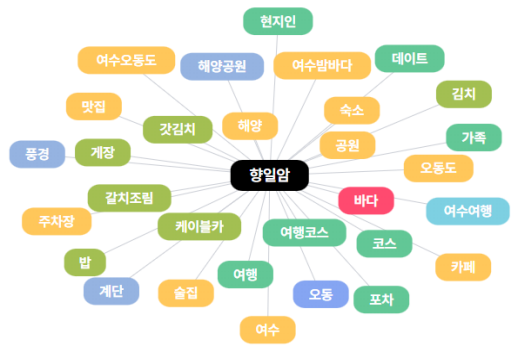 현지인
여수오동도
해양공원
여수밤바다
데이트
맛집
숙소
김치
갓김치
해양
공원
가족
풍경
게장
향일암
오동도
갈치조림
바다
여수여행
주차장
케이블카
여행코스
코스
밥
여행
카페
계단
술집
오동
포차
여수